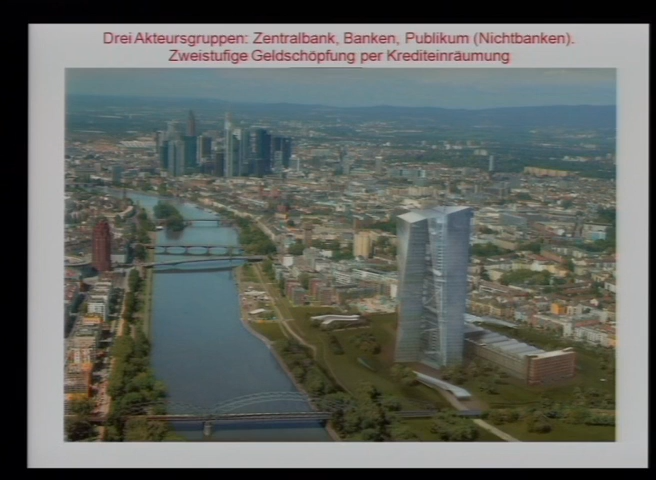 Drei Akteursgruppen: Zentralbank, Banken, Publikum (Nichtbanken).
Zweistufige Geldschöpfung per Krediteinräumung